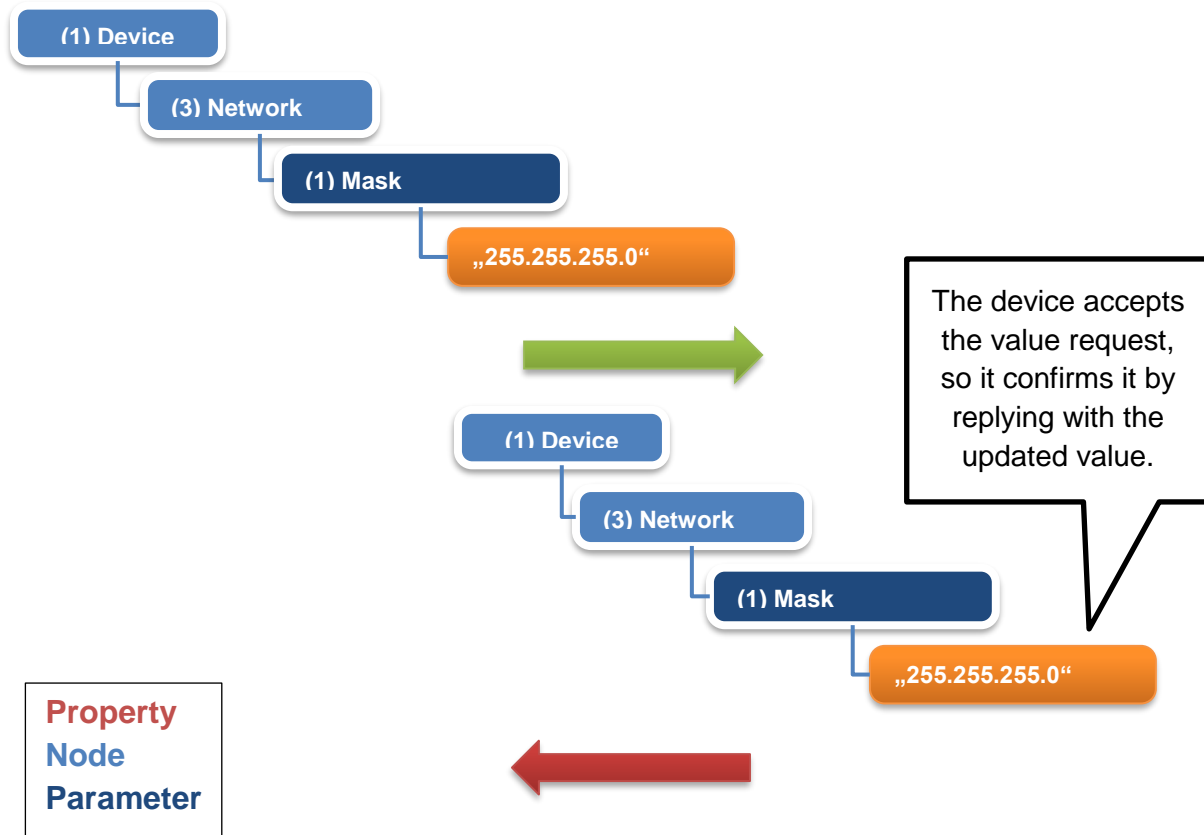 (1) Device
(3) Network
(1) Mask
„255.255.255.0“
The device accepts
the value request,
so it confirms it by
replying with the
updated value.
(1) Device
(3) Network
(1) Mask
„255.255.255.0“
Property
Node
Parameter